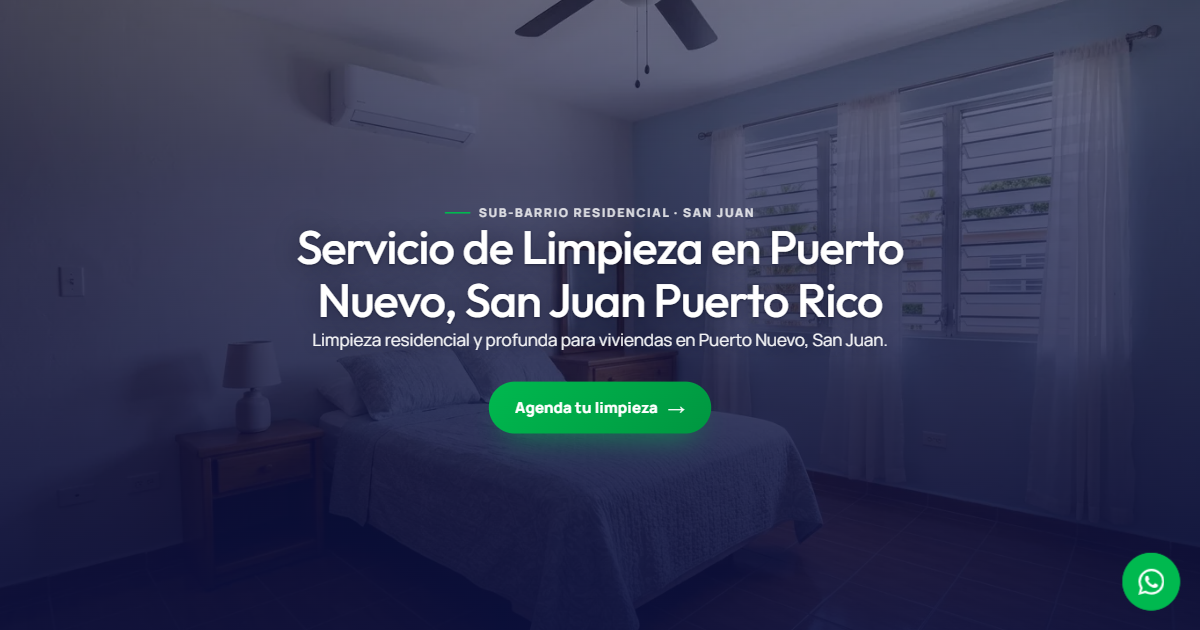 SUB-BARRIO RESIDENCIAL · SAN JUAN
Servicio de Limpieza en Puerto
Nuevo, San Juan Puerto Rico
Limpieza residencial y profunda para viviendas en Puerto Nuevo, San Juan.
Agenda tu limpieza →